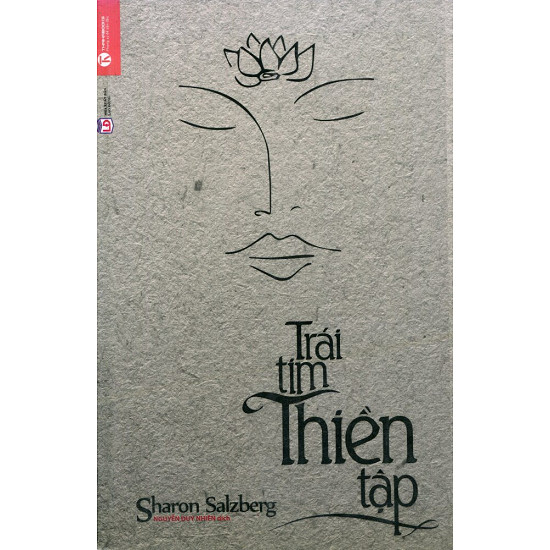 Trái
tim
Thiền
tập
Sharon Salzberg
NGUYỄN DUY NHIÊN dịch